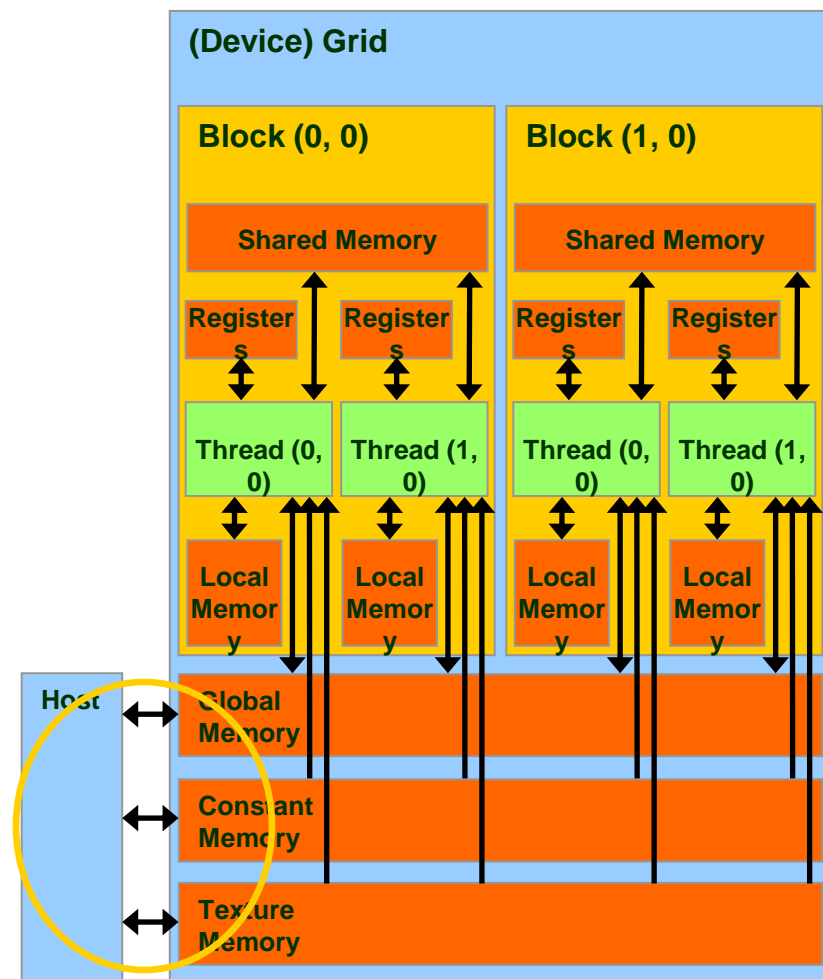 (Device) Grid
Block (0, 0)
Block (1, 0)
Shared Memory
Shared Memory
Register
s
Register
s
Register
s
Register
s
Thread (0,
0)
Thread (1,
0)
Thread (0,
0)
Thread (1,
0)
Local
Memor
y
Local
Memor
y
Local
Memor
y
Local
Memor
y
Host
Global
Memory
Constant
Memory
Texture
Memory